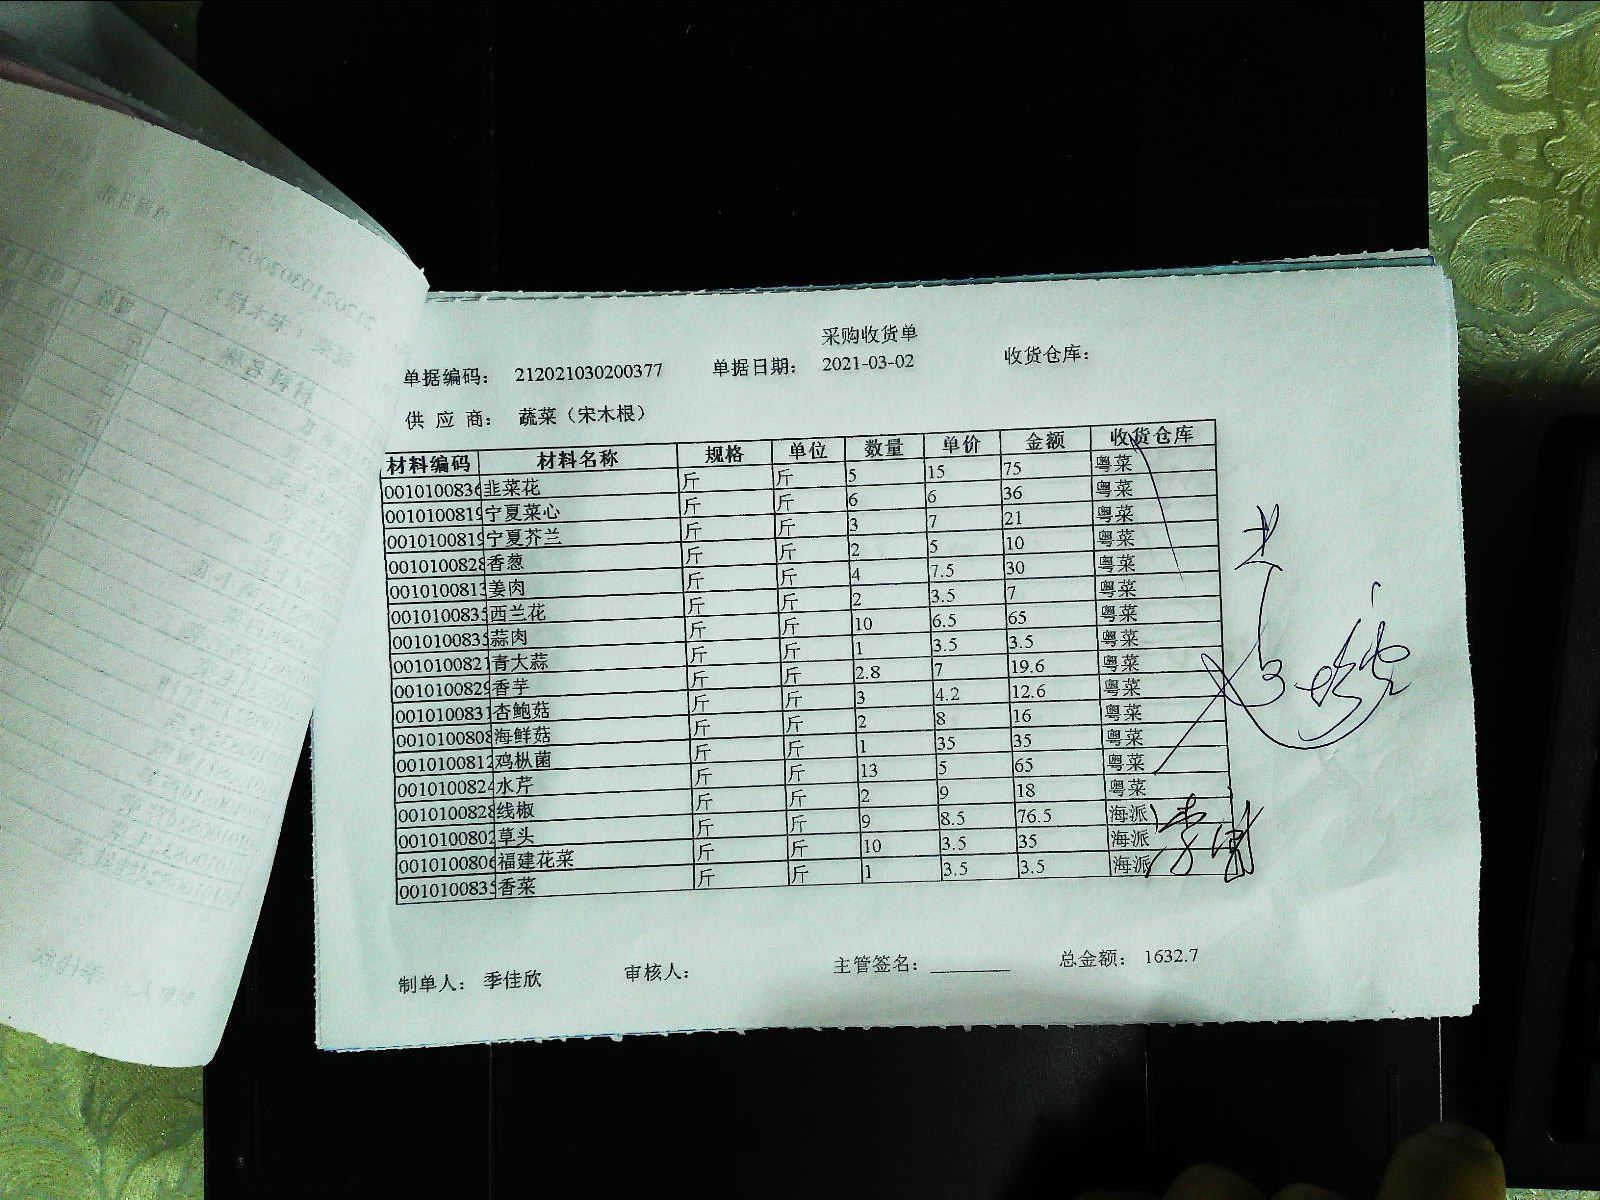 采购收货单
单据编码： 212021030200377 单据日期： 2021-03-02 收货仓库：
供 应 商： 蔬菜（宋木根）
材料编码 材料名称 规格 单位 数量 单价 金额 收货仓库
0010100836 韭菜花 斤 斤 5 15 75 粤菜
0010100819 宁夏菜心 斤 斤 6 6 36 粤菜
0010100819 宁夏芥兰 斤 斤 3 7 21 粤菜
0010100828 香葱 斤 斤 2 5 10 粤菜
0010100813 姜肉 斤 斤 4 7.5 30 粤菜
0010100835 西兰花 斤 斤 2 3.5 7 粤菜
0010100835 蒜肉 斤 斤 10 6.5 65 粤菜
0010100821 青大蒜 斤 斤 1 3.5 3.5 粤菜
0010100829 香芋 斤 斤 2.8 7 19.6 粤菜
0010100831 杏鲍菇 斤 斤 3 4.2 12.6 粤菜
0010100808 海鲜菇 斤 斤 2 8 16 粤菜
0010100812 鸡枞菌 斤 斤 1 35 35 粤菜
0010100824 水芹 斤 斤 13 5 65 粤菜
0010100828 线椒 斤 斤 2 9 18 粤菜
0010100802 草头 斤 斤 9 8.5 76.5 海派
0010100806 福建花菜 斤 斤 10 3.5 35 海派
0010100835 香菜 斤 斤 1 3.5 3.5 海派
制单人： 季佳欣 审核人： 主管签名： 总金额： 1632.7